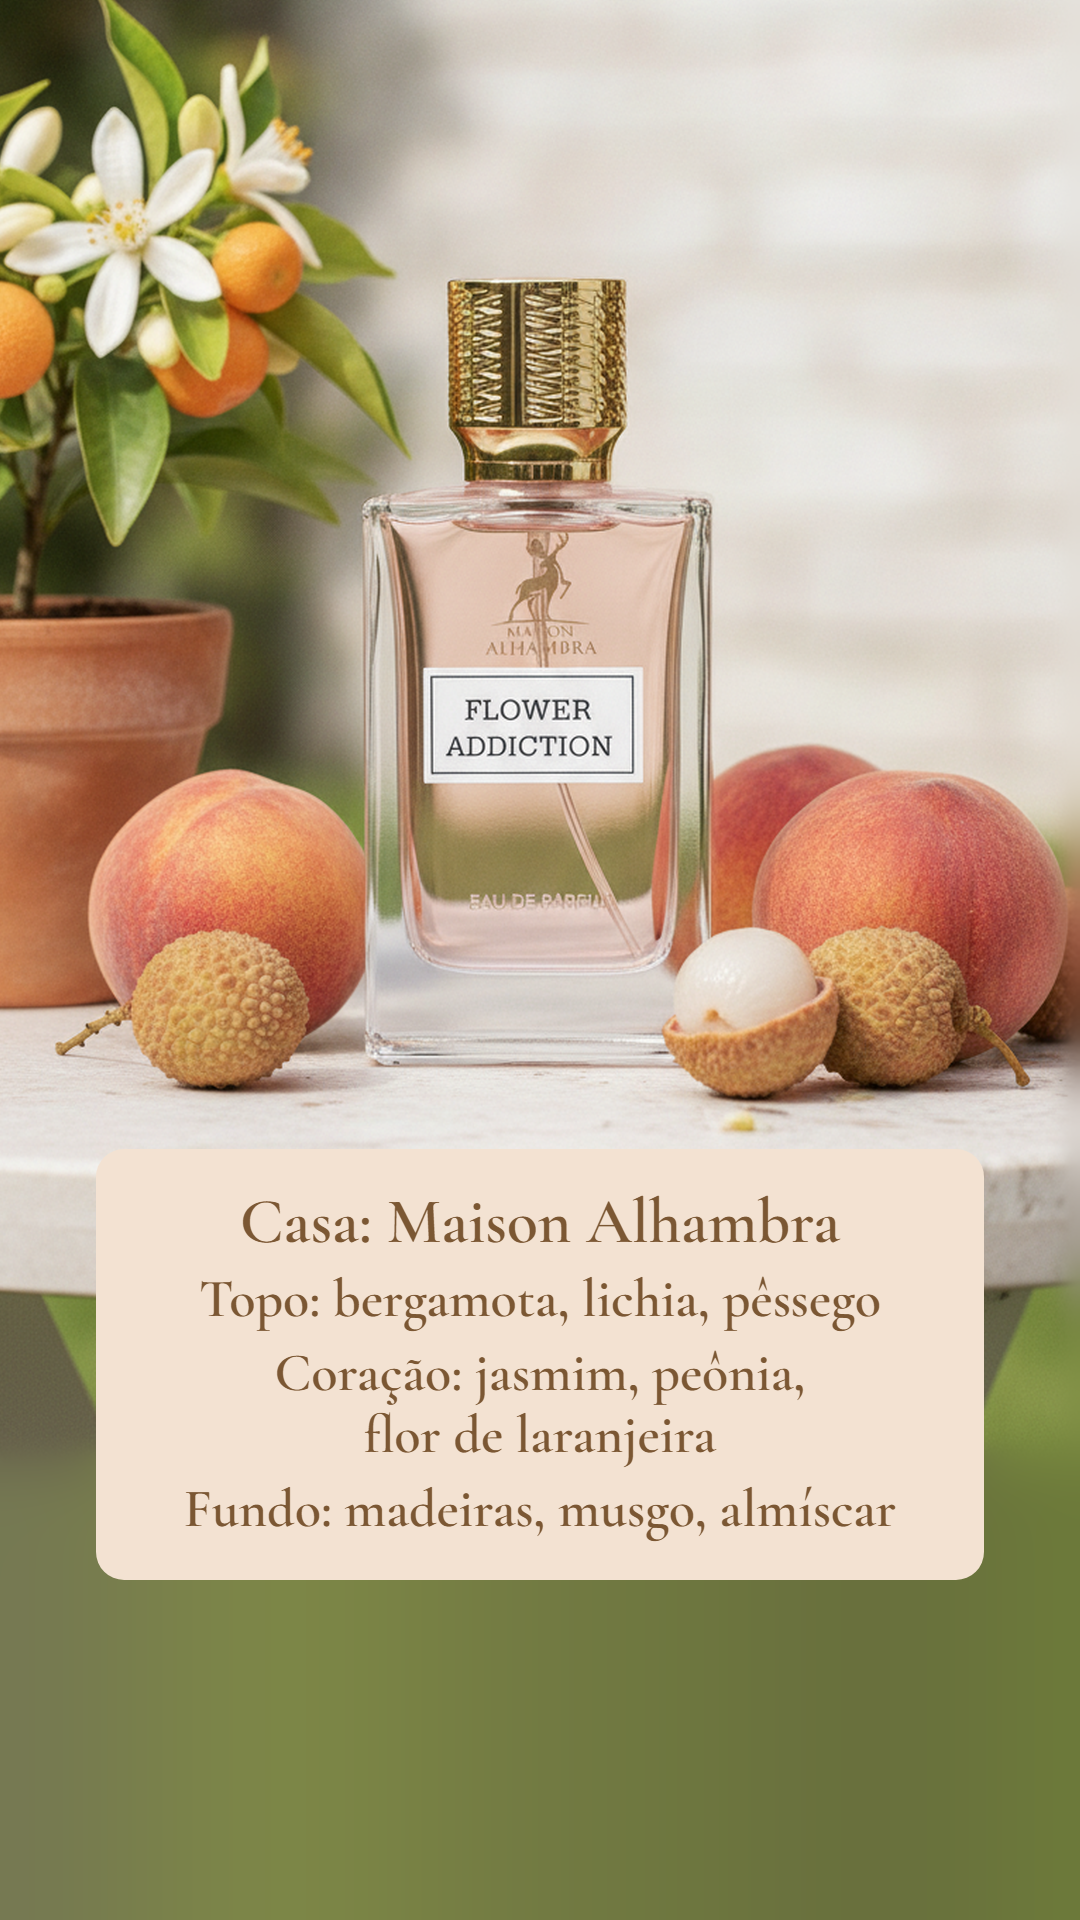 MAISON
ALHAMBRA
FLOWER
ADDICTION
EAU DE PARFUM
Casa: Maison Alhambra
Topo: bergamota, lichia, pêssego
Coração: jasmim, peônia,
flor de laranjeira
Fundo: madeiras, musgo, almíscar